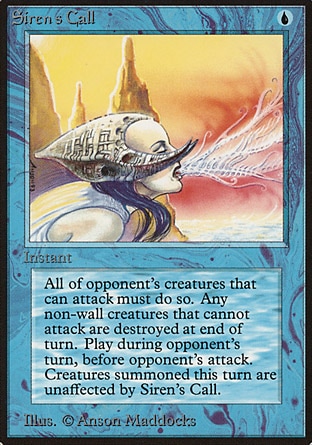 Siren's Call
Instant
All of opponent's creatures that
can attack must do so. Any
non-wall creatures that cannot
attack are destroyed at end of
turn. Play during opponent's
turn, before opponent's attack.
Creatures summoned this turn are
unaffected by Siren's Call.
Illus. © Anson Maddocks